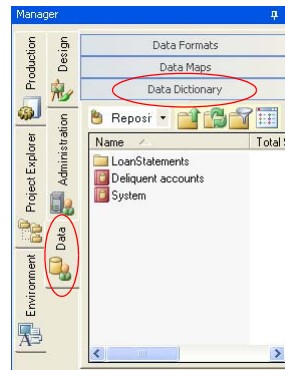 Manager
Production
Design
Project Explorer
Administration
Environment
Data
Data Formats
Data Maps
Data Dictionary
Reposir
Name
Total
LoanStatements
Deliquent accounts
System